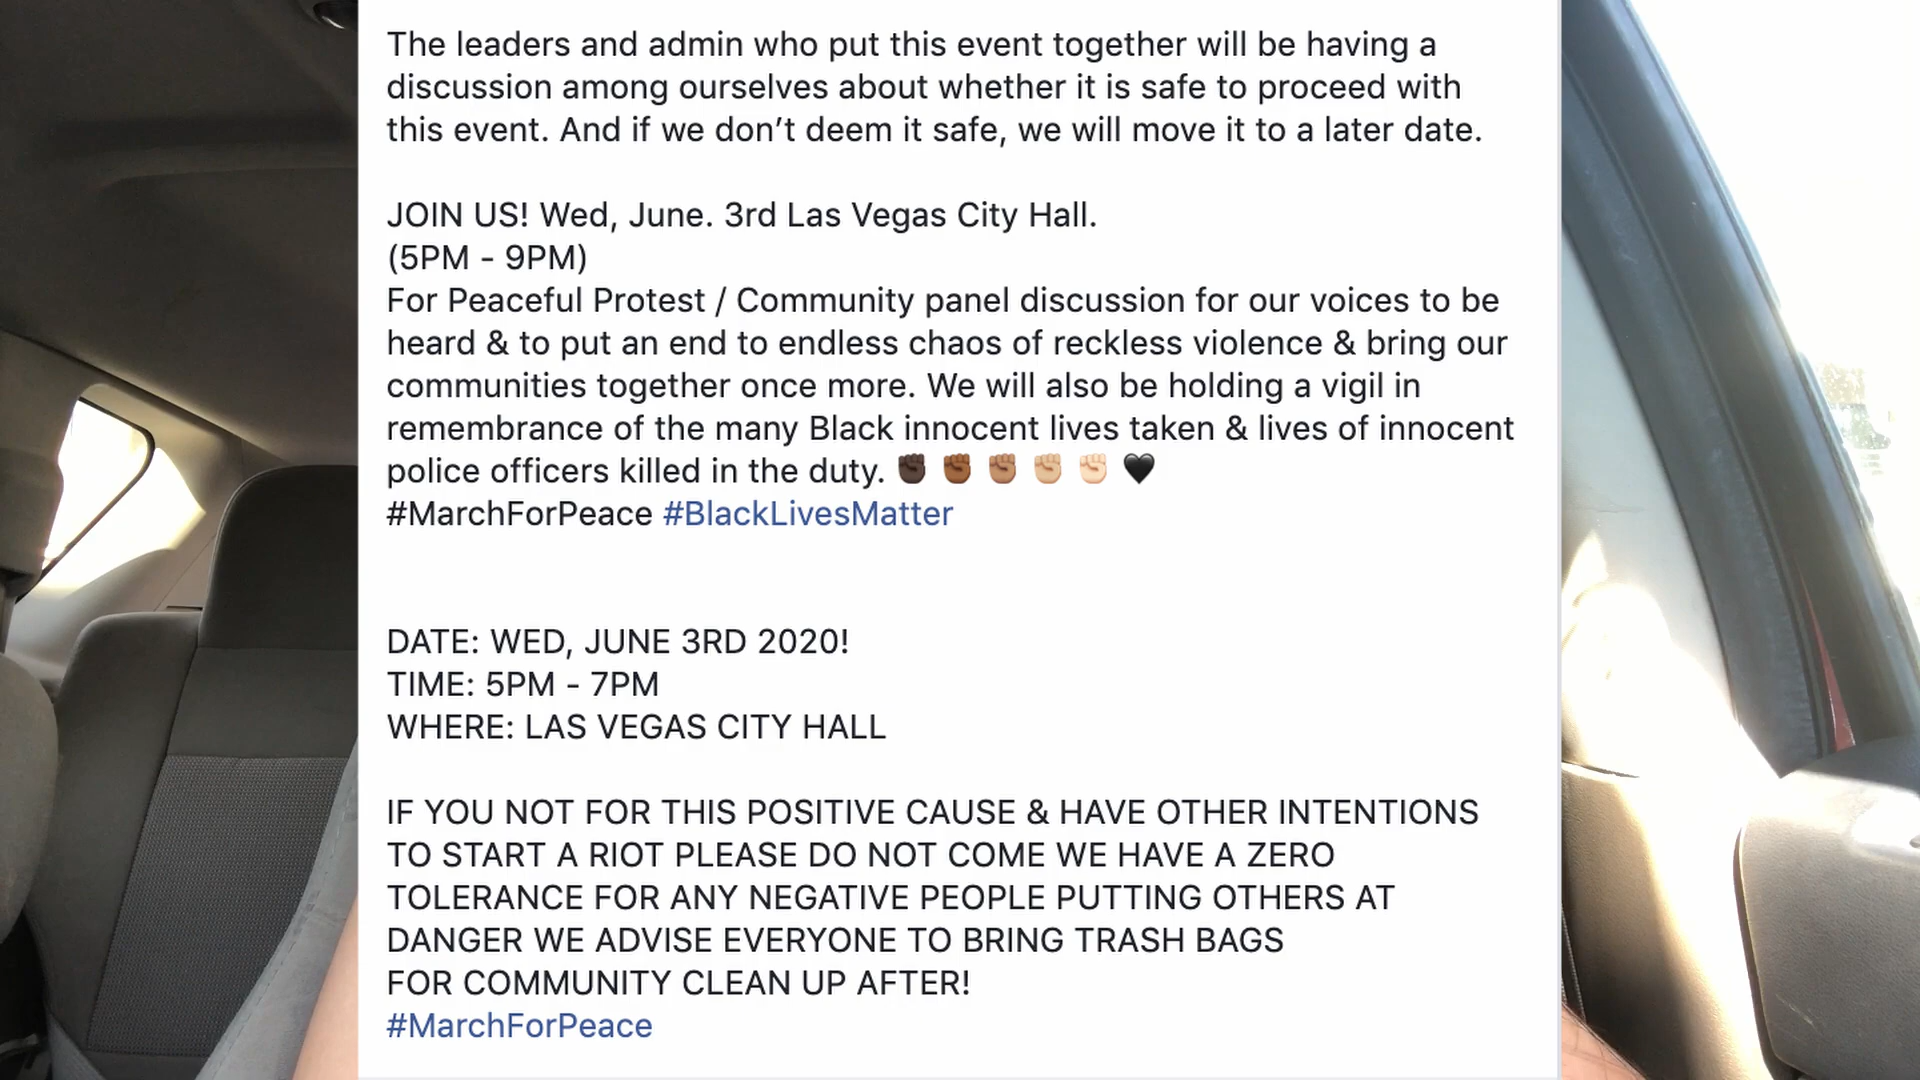 The leaders and admin who put this event together will be having a
discussion among ourselves about whether it is safe to proceed with
this event. And if we don’t deem it safe, we will move it to a later date.
JOIN US! Wed, June. 3rd Las Vegas City Hall.
(5PM - 9PM)
For Peaceful Protest / Community panel discussion for our voices to be
heard & to put an end to endless chaos of reckless violence & bring our
communities together once more. We will also be holding a vigil in
remembrance of the many Black innocent lives taken & lives of innocent
police officers killed in the duty. ✊🏿 ✊🏾 ✊🏽 ✊🏼 ✊🏻 🖤
#MarchForPeace #BlackLivesMatter
DATE: WED, JUNE 3RD 2020!
TIME: 5PM - 7PM
WHERE: LAS VEGAS CITY HALL
IF YOU NOT FOR THIS POSITIVE CAUSE & HAVE OTHER INTENTIONS
TO START A RIOT PLEASE DO NOT COME WE HAVE A ZERO
TOLERANCE FOR ANY NEGATIVE PEOPLE PUTTING OTHERS AT
DANGER WE ADVISE EVERYONE TO BRING TRASH BAGS
FOR COMMUNITY CLEAN UP AFTER!
#MarchForPeace